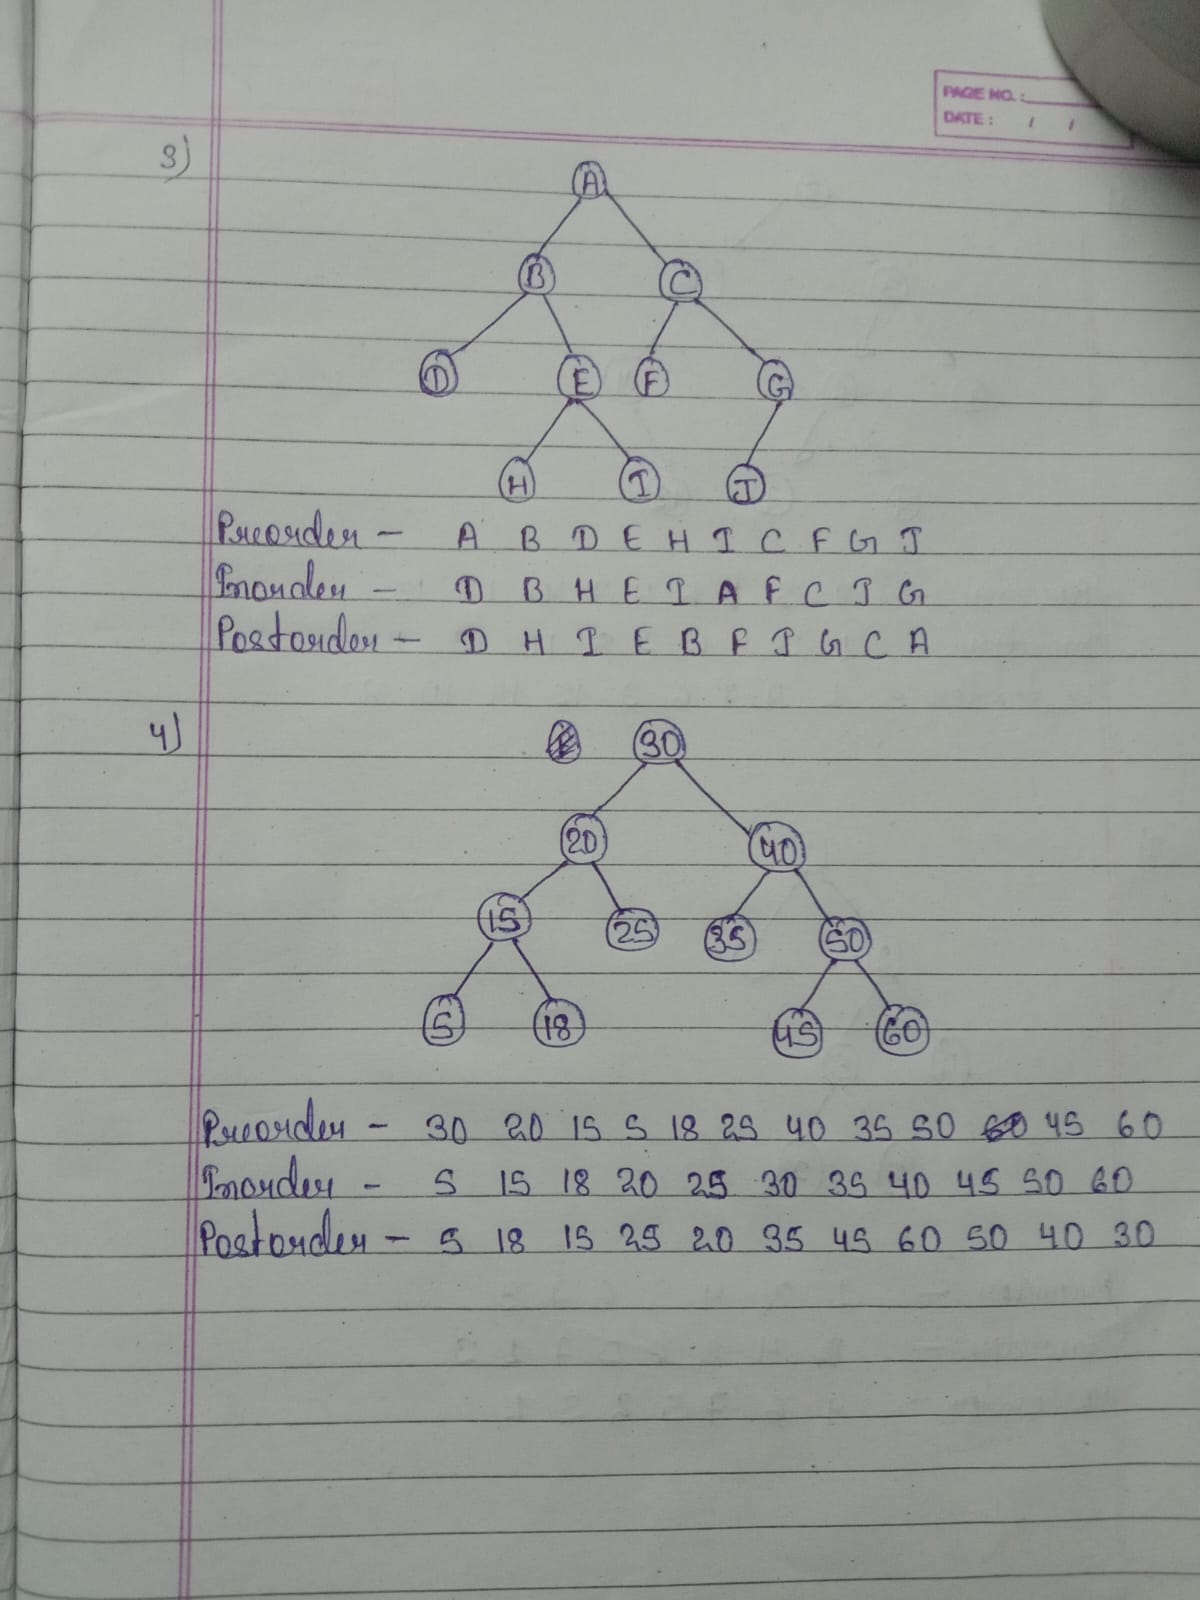 PAGE NO.:
DATE: / /
3)
A
B C
D E F G
H I J
Preorder - A B D E H I C F G J
Inorder - D B H E I A F C J G
Postorder - D H I E B F J G C A
4)
30
20 40
15 25 35 50
5 18 45 60
Preorder - 30 20 15 5 18 25 40 35 50 45 60
Inorder - 5 15 18 20 25 30 35 40 45 50 60
Postorder - 5 18 15 25 20 35 45 60 50 40 30